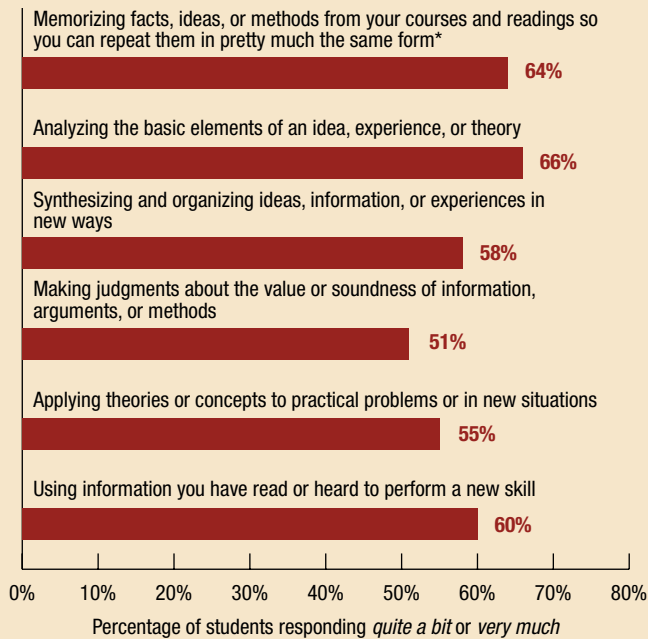 Memorizing facts, ideas, or methods from your courses and readings so
you can repeat them in pretty much the same form*
64%
Analyzing the basic elements of an idea, experience, or theory
66%
Synthesizing and organizing ideas, information, or experiences in
new ways
58%
Making judgments about the value or soundness of information,
arguments, or methods
51%
Applying theories or concepts to practical problems or in new situations
55%
Using information you have read or heard to perform a new skill
60%
0% 10% 20% 30% 40% 50% 60% 70% 80%
Percentage of students responding quite a bit or very much